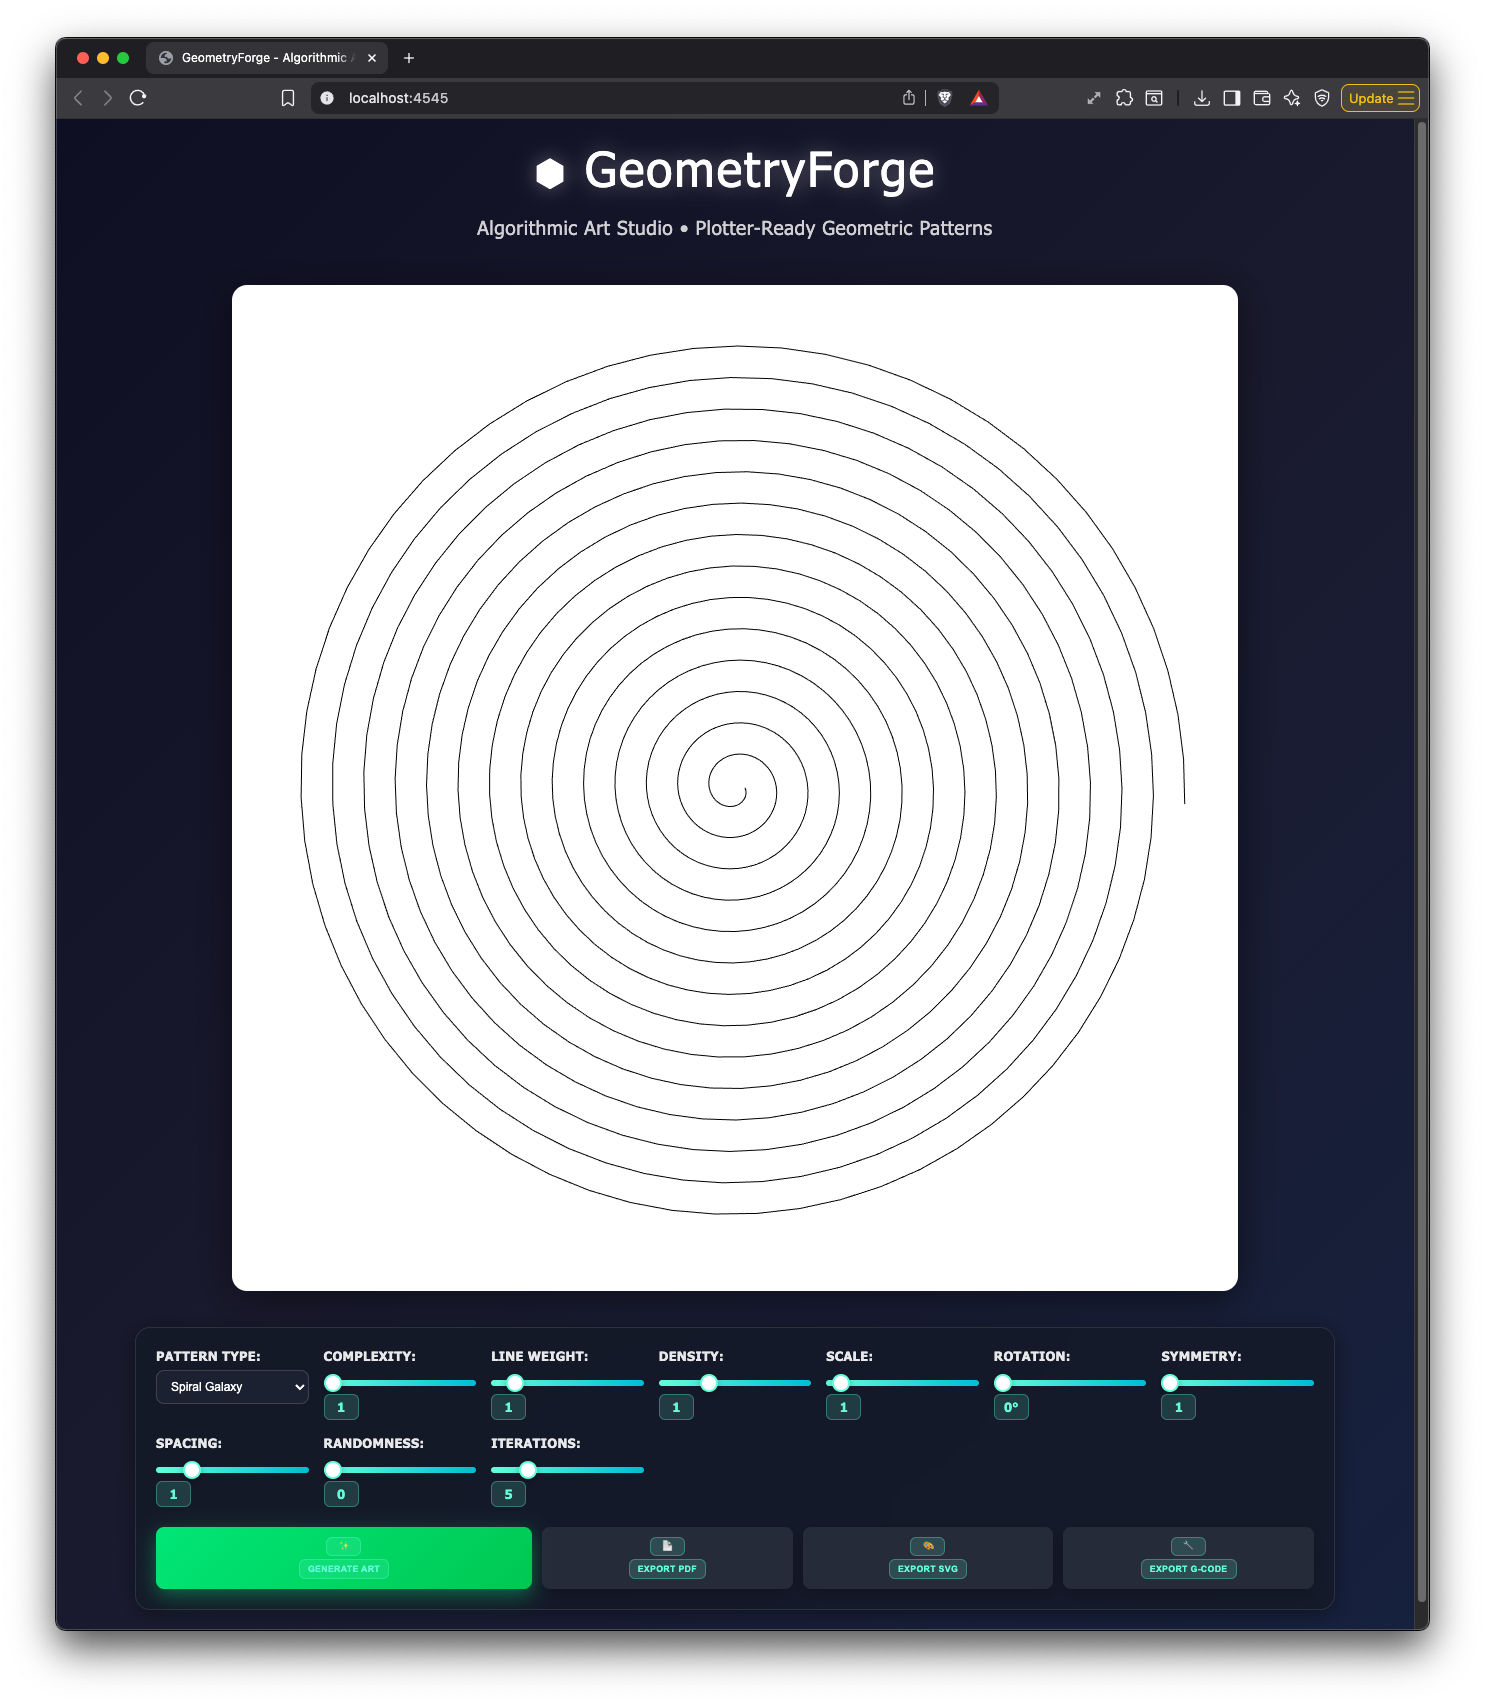 GeometryForge - Algorithmic
localhost:4545
Update
GeometryForge
Algorithmic Art Studio • Plotter-Ready Geometric Patterns
PATTERN TYPE:
Spiral Galaxy
COMPLEXITY:
1
LINE WEIGHT:
1
DENSITY:
1
SCALE:
1
ROTATION:
0°
SYMMETRY:
1
SPACING:
1
RANDOMNESS:
0
ITERATIONS:
5
GENERATE ART
EXPORT PDF
EXPORT SVG
EXPORT G-CODE